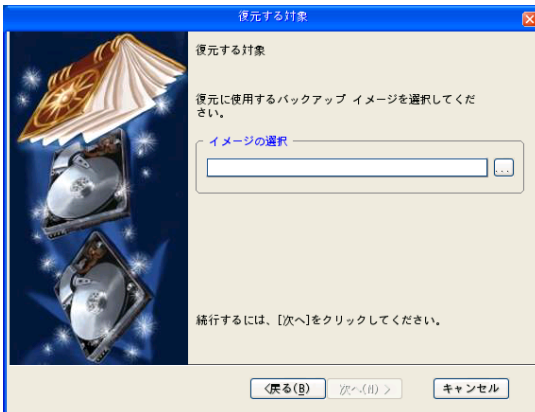 復元する対象
復元する対象
復元に使用するバックアップ イメージを選択してくだ
さい。
イメージの選択
...
続行するには、[次へ]をクリックしてください。
<戻る(B) 次へ(N) > キャンセル